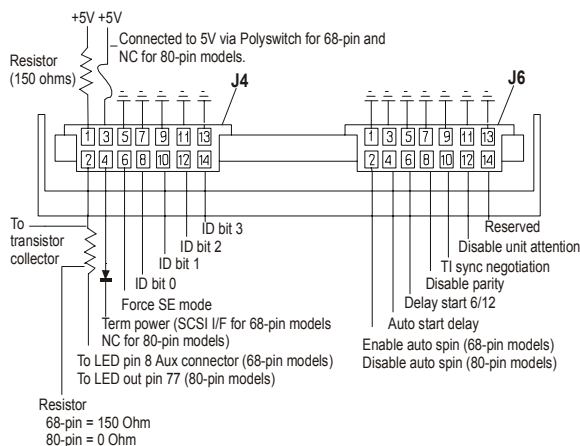 +5V +5V
Connected to 5V via Polyswitch for 68-pin and
NC for 80-pin models.
Resistor
(150 ohms)
J4
J6
1 3 5 7 9 11 13
2 4 6 8 10 12 14
1 3 5 7 9 11 13
2 4 6 8 10 12 14
To
transistor
collector
ID bit 3
ID bit 2
ID bit 1
ID bit 0
Force SE mode
Term power (SCSI I/F for 68-pin models
NC for 80-pin models)
To LED pin 8 Aux connector (68-pin models)
To LED out pin 77 (80-pin models)
Resistor
68-pin = 150 Ohm
80-pin = 0 Ohm
Reserved
Disable unit attention
TI sync negotiation
Disable parity
Delay start 6/12
Auto start delay
Enable auto spin (68-pin models)
Disable auto spin (80-pin models)